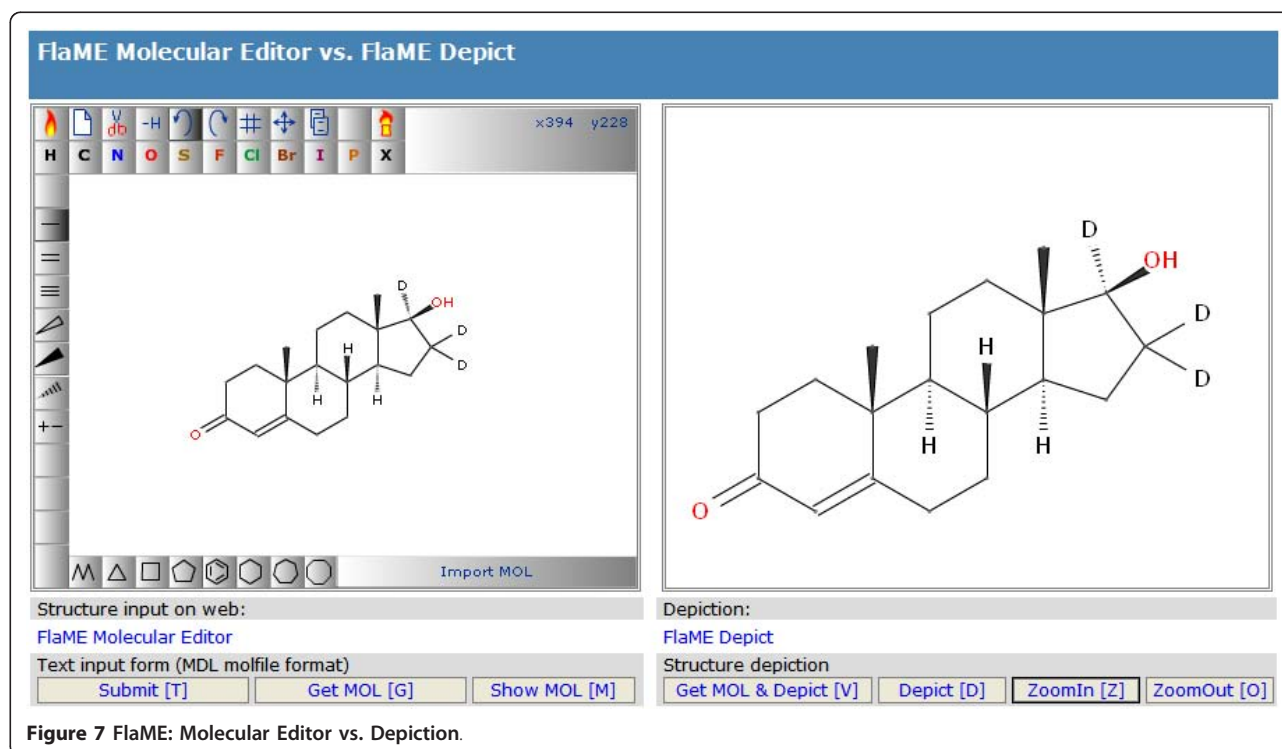 FlaME Molecular Editor vs. FlaME Depict
-H x394 y228
H C N O S F Cl Br I P X
+-
D
OH
D
D
H
H H
O
Import MOL
D
OH
D
D
H
H H
O
Structure input on web:
FlaME Molecular Editor
Text input form (MDL molfile format)
Submit [T] Get MOL [G] Show MOL [M]
Depiction:
FlaME Depict
Structure depiction
Get MOL & Depict [V] Depict [D] ZoomIn [Z] ZoomOut [O]
Figure 7 FlaME: Molecular Editor vs. Depiction.